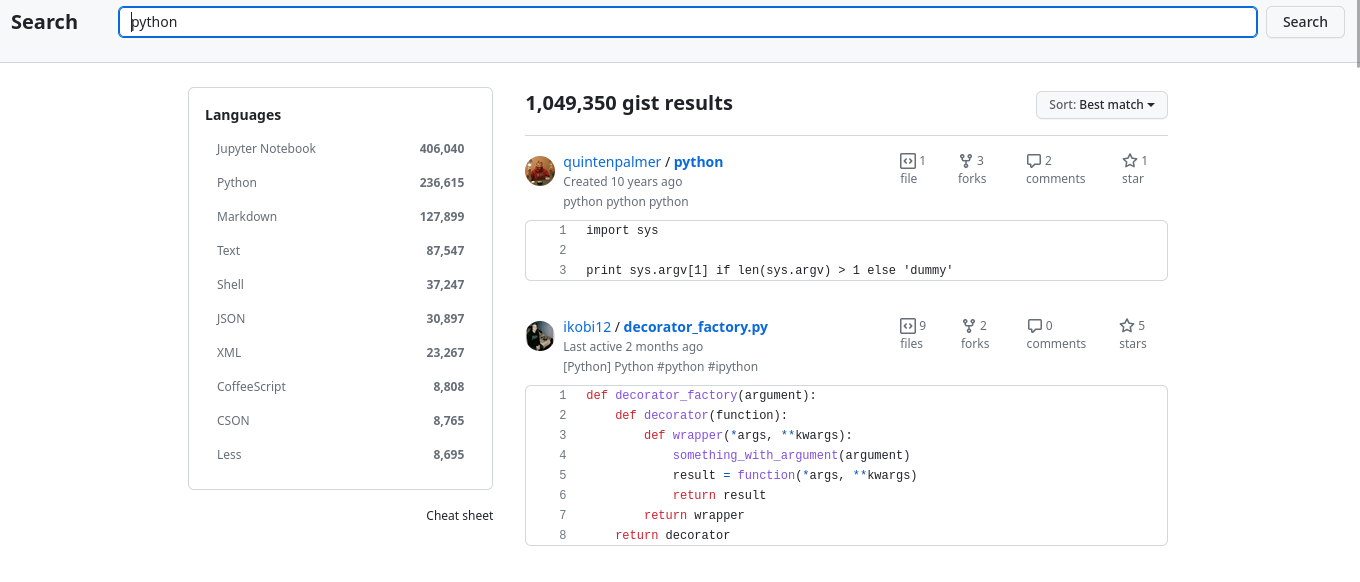 Search
python
Search
Languages
Jupyter Notebook 406,040
Python 236,615
Markdown 127,899
Text 87,547
Shell 37,247
JSON 30,897
XML 23,267
CoffeeScript 8,808
CSON 8,765
Less 8,695
Cheat sheet
1,049,350 gist results
Sort: Best match
quintenpalmer / python
Created 10 years ago
python python python
1 file
3 forks
2 comments
1 star
1 import sys
2
3 print sys.argv[1] if len(sys.argv) > 1 else 'dummy'
ikobi12 / decorator_factory.py
Last active 2 months ago
[Python] Python #python #ipython
9 files
2 forks
0 comments
5 stars
1 def decorator_factory(argument):
2     def decorator(function):
3         def wrapper(*args, **kwargs):
4             something_with_argument(argument)
5             result = function(*args, **kwargs)
6             return result
7         return wrapper
8     return decorator